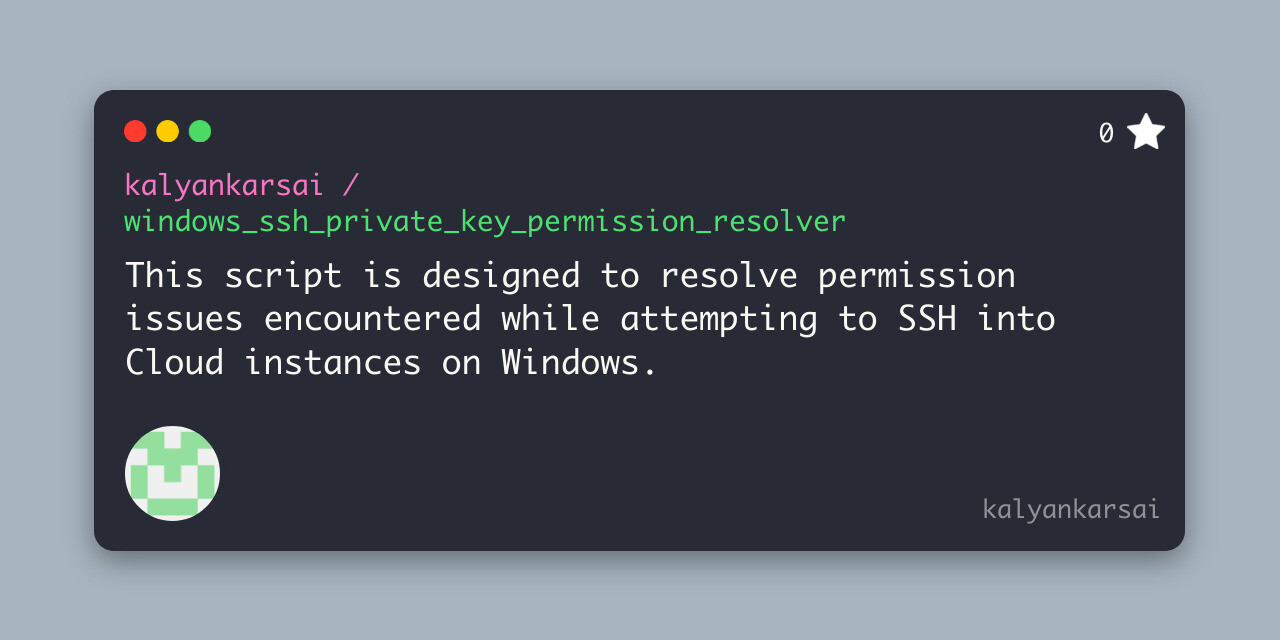 0
kalyankarsai /
windows_ssh_private_key_permission_resolver
This script is designed to resolve permission
issues encountered while attempting to SSH into
Cloud instances on Windows.
kalyankarsai